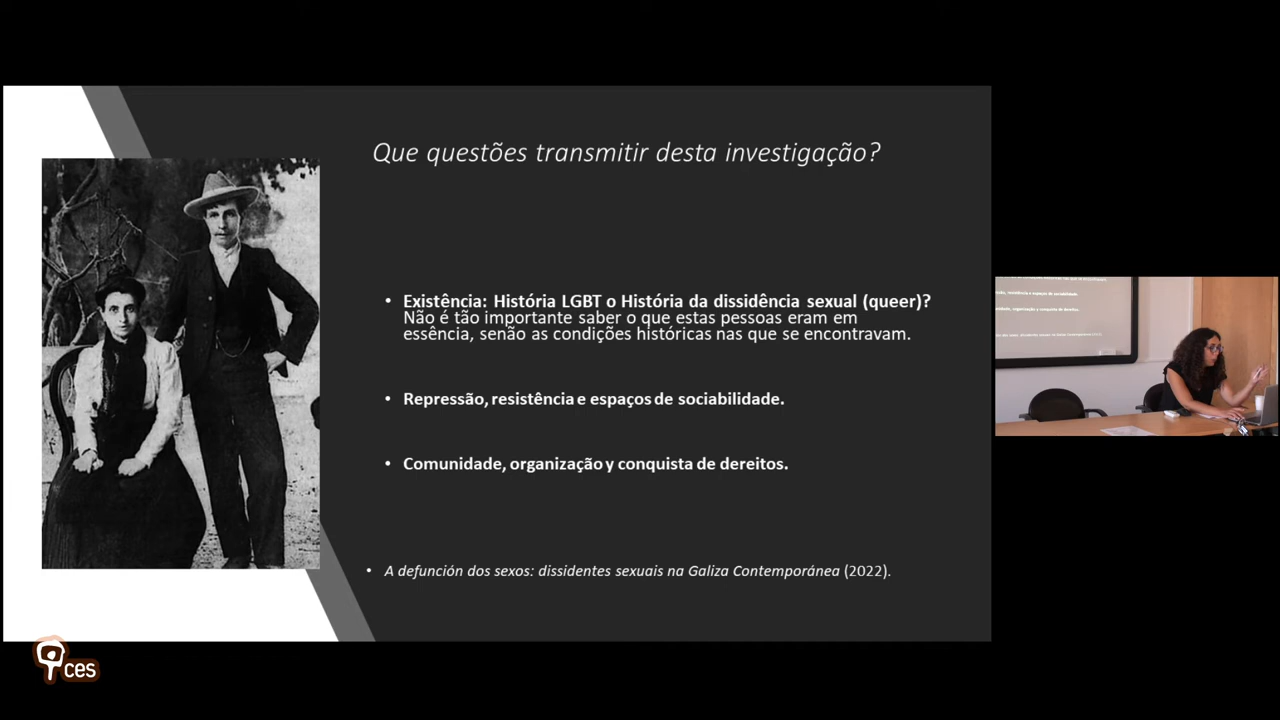 Que questões transmitir desta investigação?
• Existência: História LGBT o História da dissidência sexual (queer)?
Não é tão importante saber o que estas pessoas eram em
essência, senão as condições históricas nas que se encontravam.
• Repressão, resistência e espaços de sociabilidade.
• Comunidade, organização y conquista de dereitos.
• A defunción dos sexos: dissidentes sexuais na Galiza Contemporánea (2022).
ces